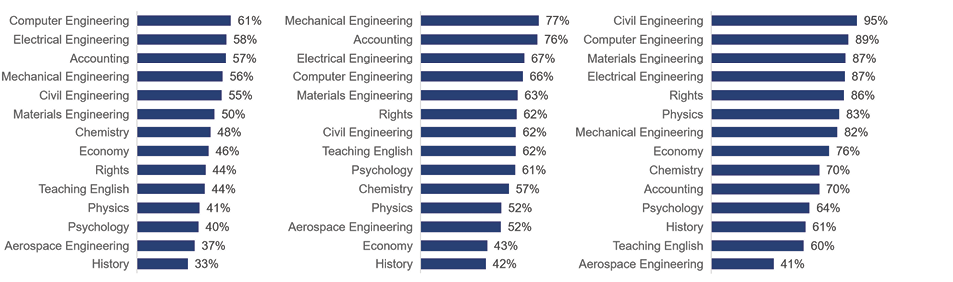 Computer Engineering 61%
Electrical Engineering 58%
Accounting 57%
Mechanical Engineering 56%
Civil Engineering 55%
Materials Engineering 50%
Chemistry 48%
Economy 46%
Rights 44%
Teaching English 44%
Physics 41%
Psychology 40%
Aerospace Engineering 37%
History 33%
Mechanical Engineering 77%
Accounting 76%
Electrical Engineering 67%
Computer Engineering 66%
Materials Engineering 63%
Rights 62%
Civil Engineering 62%
Teaching English 62%
Psychology 61%
Chemistry 57%
Physics 52%
Aerospace Engineering 52%
Economy 43%
History 42%
Civil Engineering 95%
Computer Engineering 89%
Materials Engineering 87%
Electrical Engineering 87%
Rights 86%
Physics 83%
Mechanical Engineering 82%
Economy 76%
Chemistry 70%
Accounting 70%
Psychology 64%
History 61%
Teaching English 60%
Aerospace Engineering 41%